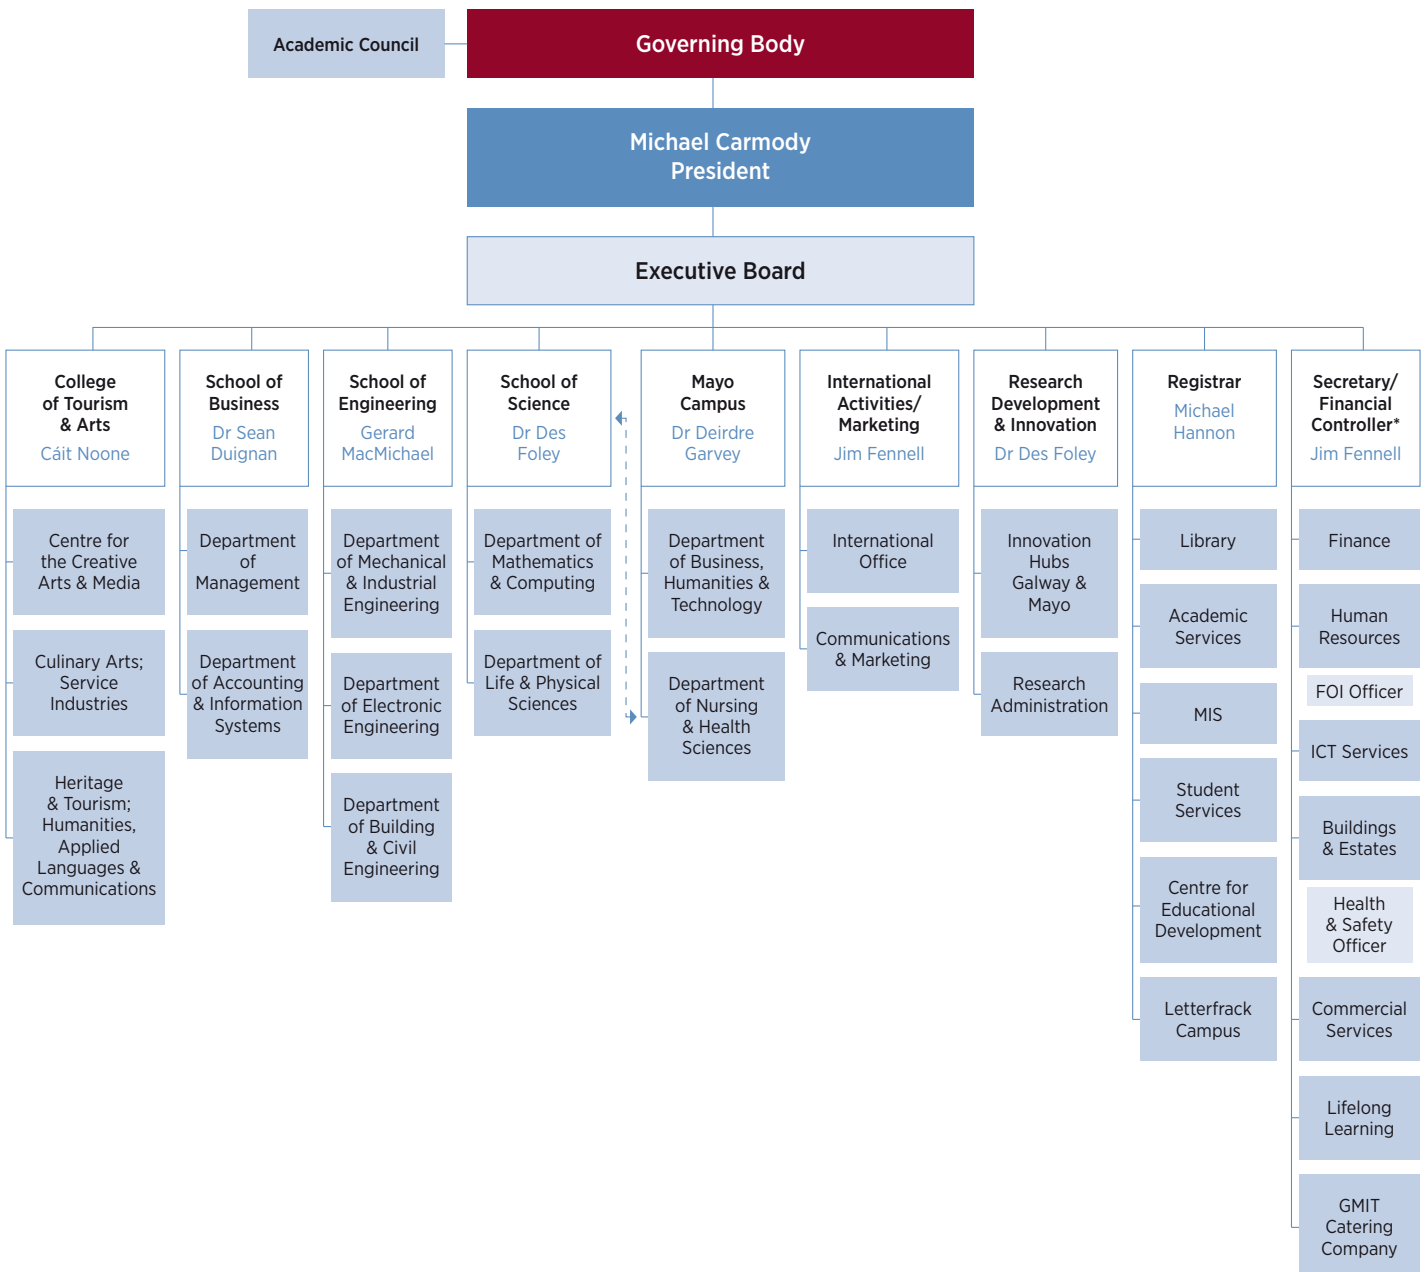 Academic Council
Governing Body
Michael Carmody
President
Executive Board
College
of Tourism
& Arts
Cáit Noone
Centre for
the Creative
Arts & Media
Culinary Arts;
Service
Industries
Heritage
& Tourism;
Humanities,
Applied
Languages &
Communications
School of
Business
Dr Sean
Duignan
Department
of
Management
Department
of Accounting
& Information
Systems
School of
Engineering
Gerard
MacMichael
Department
of Mechanical
& Industrial
Engineering
Department
of Electronic
Engineering
Department
of Building
& Civil
Engineering
School of
Science
Dr Des
Foley
Department of
Mathematics
& Computing
Department of
Life & Physical
Sciences
Mayo
Campus
Dr Deirdre
Garvey
Department
of Business,
Humanities &
Technology
Department
of Nursing
& Health
Sciences
International
Activities/
Marketing
Jim Fennell
International
Office
Communications
& Marketing
Research
Development
& Innovation
Dr Des Foley
Innovation
Hubs
Galway &
Mayo
Research
Administration
Registrar
Michael
Hannon
Library
Academic
Services
MIS
Student
Services
Centre for
Educational
Development
Letterfrack
Campus
Secretary/
Financial
Controller*
Jim Fennell
Finance
Human
Resources
FOI Officer
ICT Services
Buildings
& Estates
Health
& Safety
Officer
Commercial
Services
Lifelong
Learning
GMIT
Catering
Company